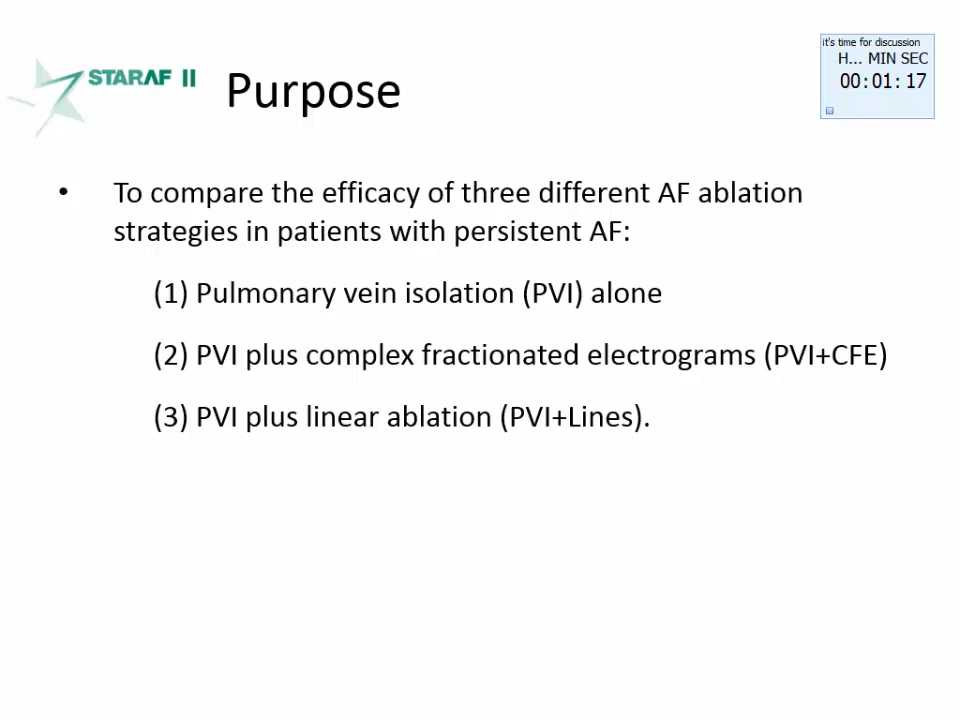 STARAF II
Purpose
it's time for discussion
H... MIN SEC
00:01:17
• To compare the efficacy of three different AF ablation
strategies in patients with persistent AF:
(1) Pulmonary vein isolation (PVI) alone
(2) PVI plus complex fractionated electrograms (PVI+CFE)
(3) PVI plus linear ablation (PVI+Lines).